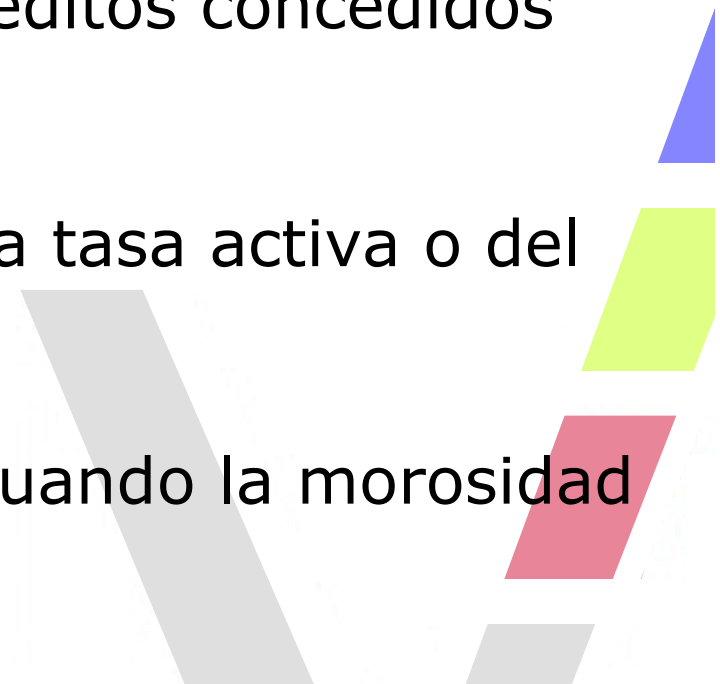 éditos concedidos
a tasa activa o del
uando la morosidad